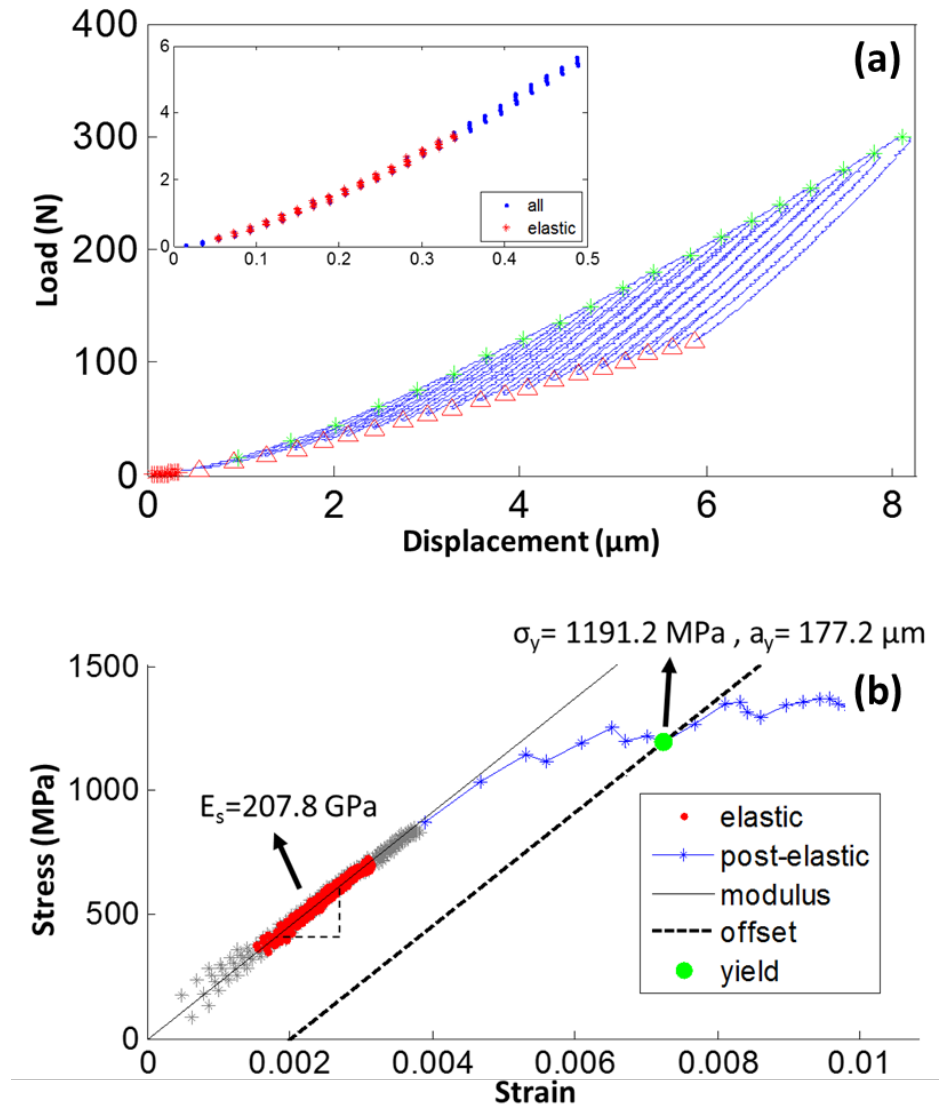 (a)
Load (N)
400
300
200
100
0
6
4
2
0
0 0.1 0.2 0.3 0.4 0.5
all
elastic
0 2 4 6 8
Displacement (μm)
σy= 1191.2 MPa , ay= 177.2 μm
(b)
Stress (MPa)
1500
1000
500
0
Es=207.8 GPa
elastic
post-elastic
modulus
offset
yield
0 0.002 0.004 0.006 0.008 0.01
Strain